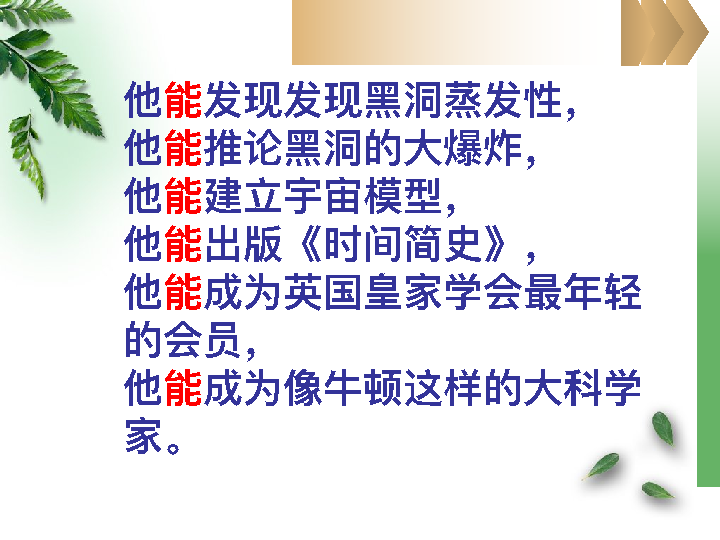 他能发现发现黑洞蒸发性，
他能推论黑洞的大爆炸，
他能建立宇宙模型，
他能出版《时间简史》，
他能成为英国皇家学会最年轻
的会员，
他能成为像牛顿这样的大科学
家。